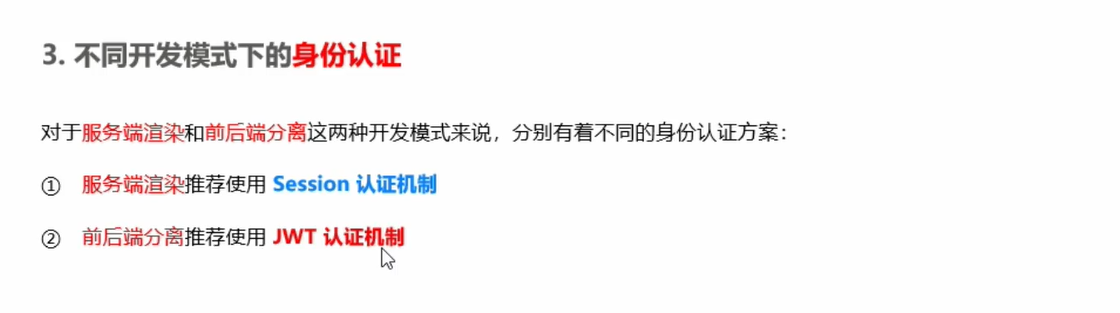 3. 不同开发模式下的身份认证
对于服务端渲染和前后端分离这两种开发模式来说，分别有着不同的身份认证方案：
① 服务端渲染推荐使用 Session 认证机制
② 前后端分离推荐使用 JWT 认证机制